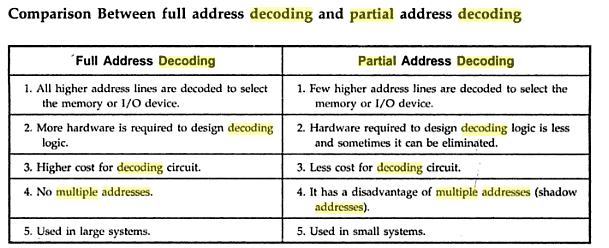 Comparison Between full address decoding and partial address decoding
Full Address Decoding
Partial Address Decoding
1. All higher address lines are decoded to select
the memory or I/O device.
1. Few higher address lines are decoded to select the
memory or I/O device.
2. More hardware is required to design decoding
logic.
2. Hardware required to design decoding logic is less
and sometimes it can be eliminated.
3. Higher cost for decoding circuit.
3. Less cost for decoding circuit.
4. No multiple addresses.
4. It has a disadvantage of multiple addresses (shadow
addresses).
5. Used in large systems.
5. Used in small systems.